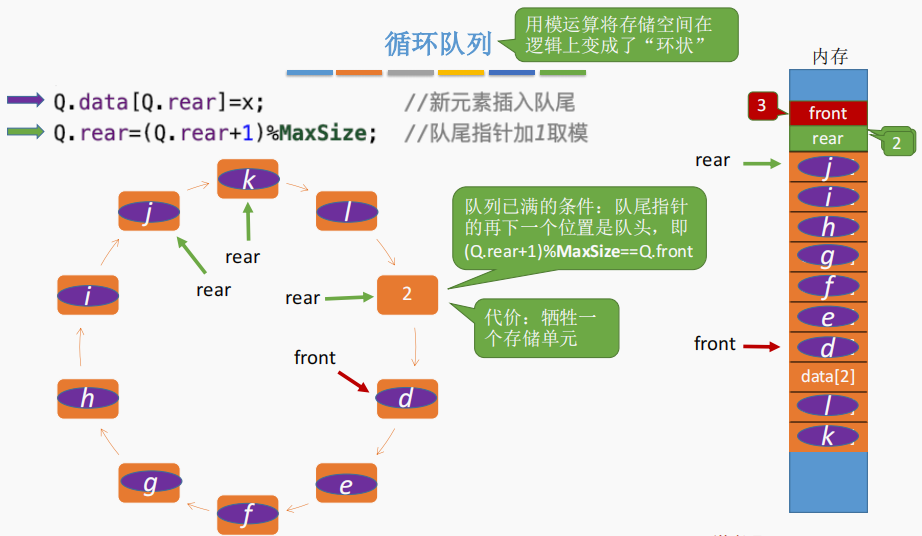 循环队列
用模运算将存储空间在
逻辑上变成了“环状”
Q.data[Q.rear]=x; //新元素插入队尾
Q.rear=(Q.rear+1)%MaxSize; //队尾指针加1取模
k
l
j
rear
rear
i
rear
2
队列已满的条件：队尾指针
的再下一个位置是队头，即
(Q.rear+1)%MaxSize==Q.front
代价：牺牲一
个存储单元
front
h
d
g
e
f
内存
3
front
rear
2
rear
j
i
h
g
f
e
front
d
data[2]
l
k